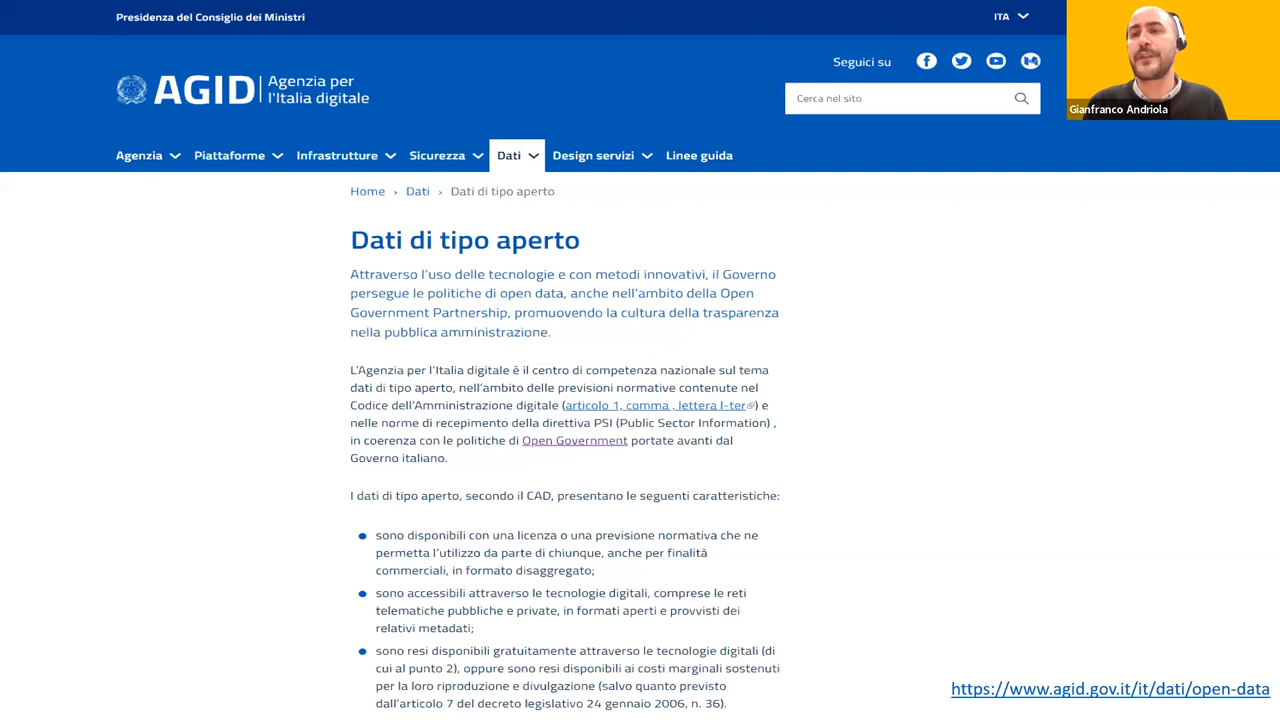 Presidenza del Consiglio dei Ministri
ITA
Seguici su
AGID
Agenzia per
l'Italia digitale
Cerca nel sito
Gianfranco Andriola
Agenzia
Piattaforme
Infrastrutture
Sicurezza
Dati
Design servizi
Linee guida
Home › Dati › Dati di tipo aperto
Dati di tipo aperto
Attraverso l'uso delle tecnologie e con metodi innovativi, il Governo
persegue le politiche di open data, anche nell'ambito della Open
Government Partnership, promuovendo la cultura della trasparenza
nella pubblica amministrazione.
L'Agenzia per l'Italia digitale è il centro di competenza nazionale sul tema
dati di tipo aperto, nell'ambito delle previsioni normative contenute nel
Codice dell'Amministrazione digitale (articolo 1, comma , lettera l-ter) e
nelle norme di recepimento della direttiva PSI (Public Sector Information) ,
in coerenza con le politiche di Open Government portate avanti dal
Governo italiano.
I dati di tipo aperto, secondo il CAD, presentano le seguenti caratteristiche:
sono disponibili con una licenza o una previsione normativa che ne
permetta l'utilizzo da parte di chiunque, anche per finalità
commerciali, in formato disaggregato;
sono accessibili attraverso le tecnologie digitali, comprese le reti
telematiche pubbliche e private, in formati aperti e provvisti dei
relativi metadati;
sono resi disponibili gratuitamente attraverso le tecnologie digitali (di
cui al punto 2), oppure sono resi disponibili ai costi marginali sostenuti
per la loro riproduzione e divulgazione (salvo quanto previsto
dall'articolo 7 del decreto legislativo 24 gennaio 2006, n. 36).
https://www.agid.gov.it/it/dati/open-data